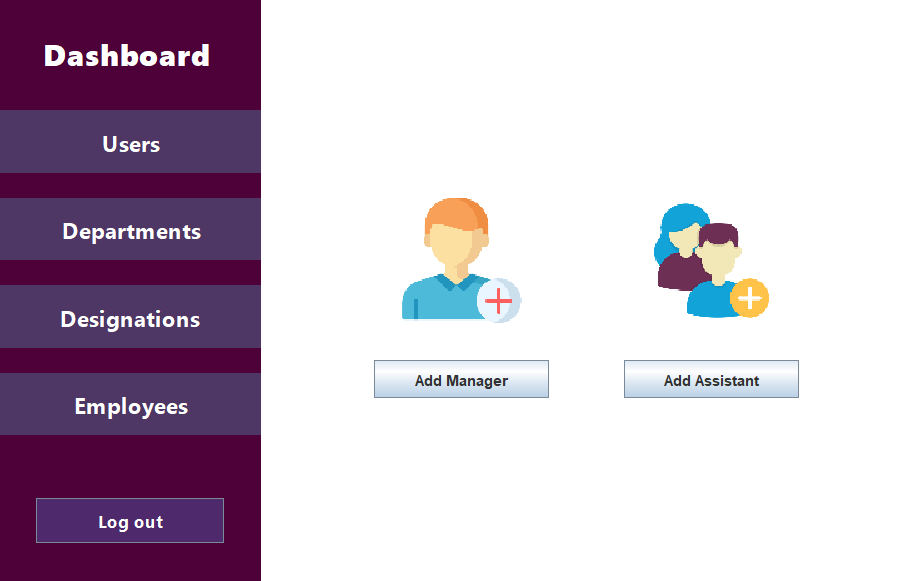 Dashboard
Users
Departments
Designations
Employees
Log out
Add Manager
Add Assistant